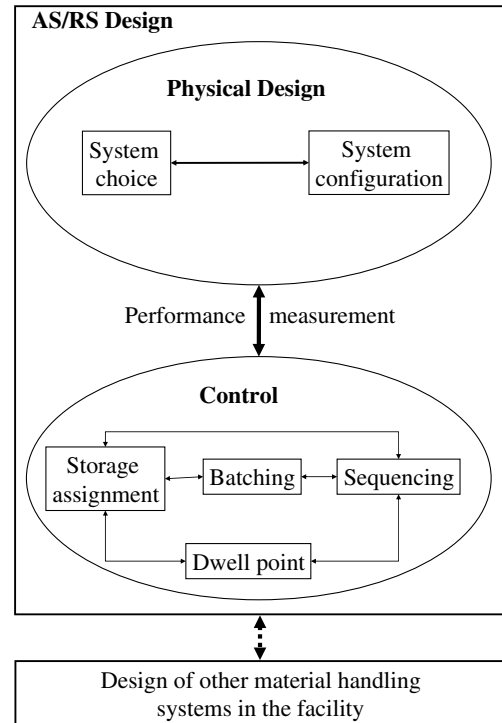 AS/RS Design
Physical Design
System
choice
System
configuration
Performance measurement
Control
Storage
assignment
Batching
Sequencing
Dwell point
Design of other material handling
systems in the facility